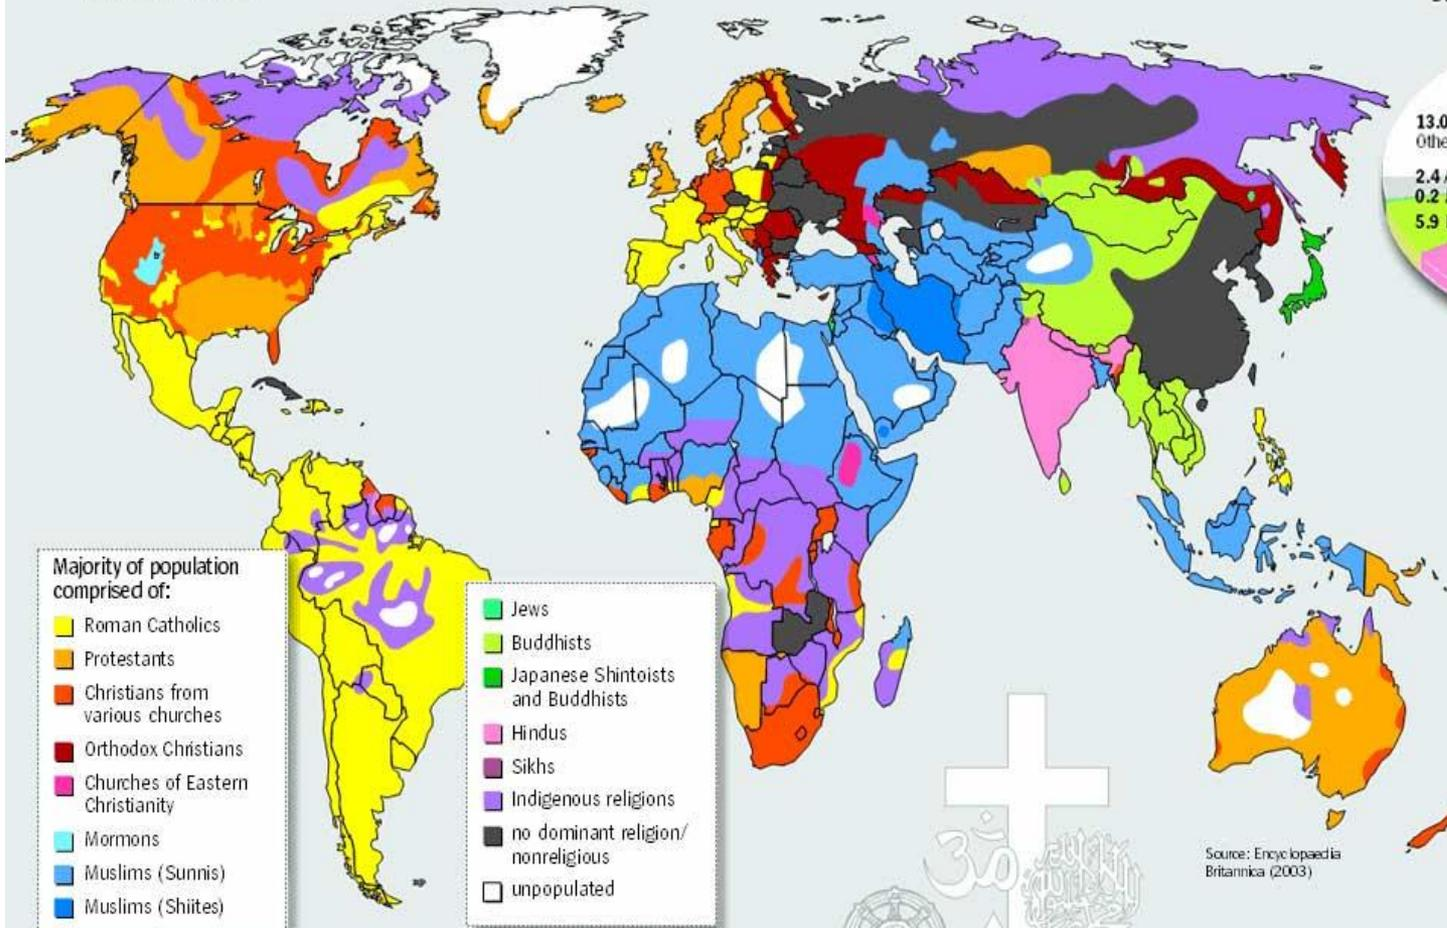 Majority of population
comprised of:
Roman Catholics
Protestants
Christians from
various churches
Orthodox Christians
Churches of Eastern
Christianity
Mormons
Muslims (Sunnis)
Muslims (Shiites)
Jews
Buddhists
Japanese Shintoists
and Buddhists
Hindus
Sikhs
Indigenous religions
no dominant religion/
nonreligious
unpopulated
13.0
Othe
2.4
0.2
5.9
Source: Encyclopaedia
Britannica (2003)
ॐ